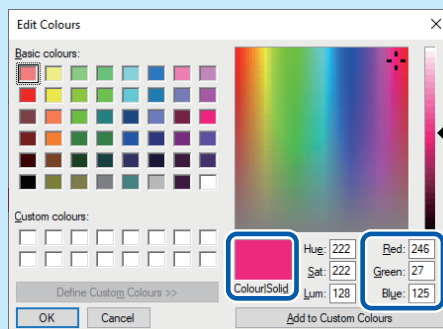 Edit Colours
Basic colours:
Custom colours:
Define Custom Colours >>
OK
Cancel
Colour|Solid
Hue: 222
Sat: 222
Lum: 128
Red: 246
Green: 27
Blue: 125
Add to Custom Colours